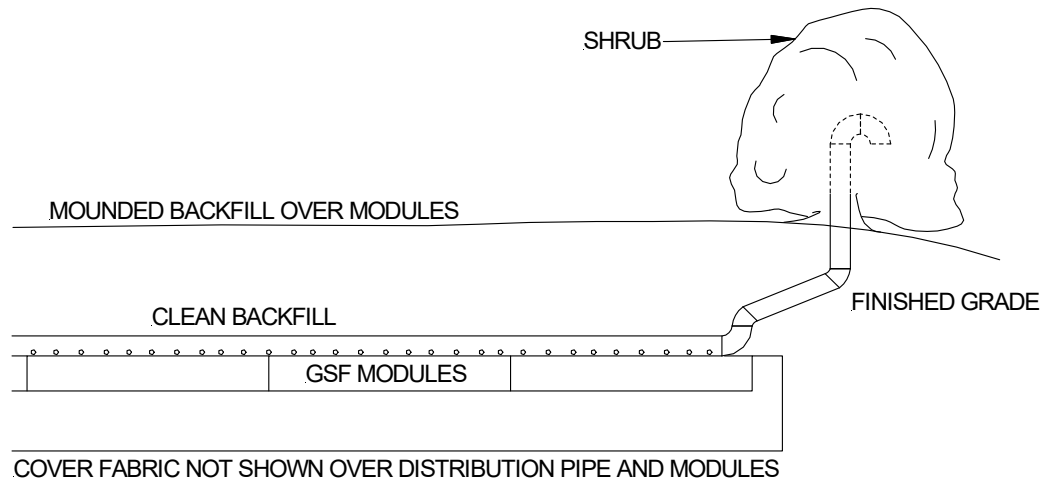 SHRUB
MOUNDED BACKFILL OVER MODULES
FINISHED GRADE
CLEAN BACKFILL
GSF MODULES
COVER FABRIC NOT SHOWN OVER DISTRIBUTION PIPE AND MODULES